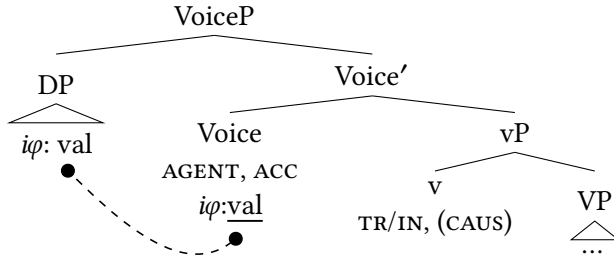 VoiceP
DP
Voice′
iφ: val
Voice
vP
AGENT, ACC
iφ:val
v
VP
TR/IN, (CAUS)
...